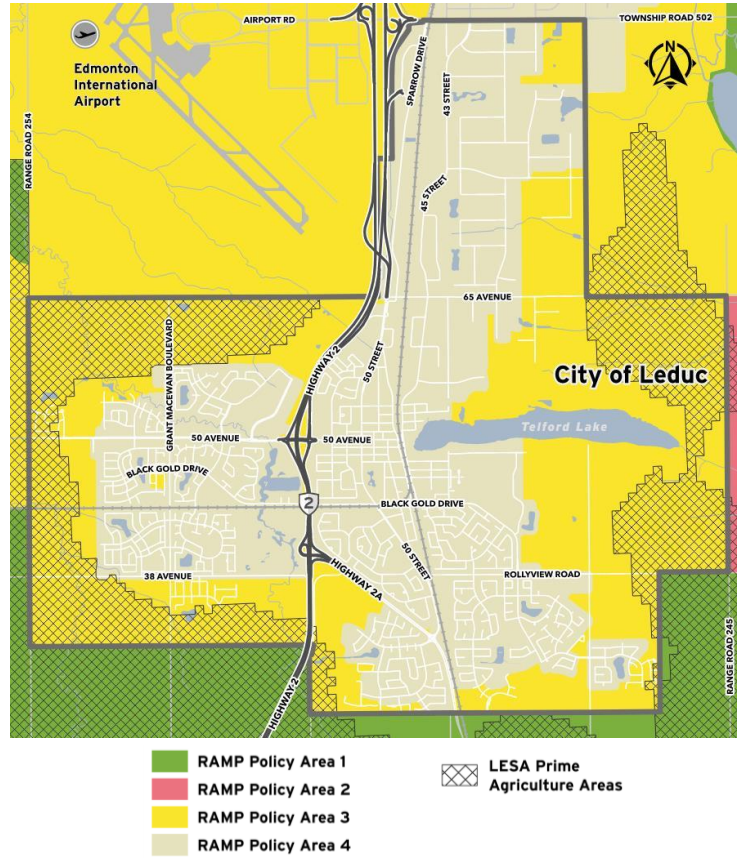 AIRPORT RD
TOWNSHIP ROAD 502
Edmonton
International
Airport
N
SPARROW DRIVE
43 STREET
RANGE ROAD 254
45 STREET
65 AVENUE
GRANT MACEWAN BOULEVARD
HIGHWAY 2
50 STREET
City of Leduc
50 AVENUE
50 AVENUE
Telford Lake
BLACK GOLD DRIVE
2
BLACK GOLD DRIVE
50 STREET
38 AVENUE
HIGHWAY 2A
ROLLYVIEW ROAD
RANGE ROAD 245
HIGHWAY 2
RAMP Policy Area 1
RAMP Policy Area 2
RAMP Policy Area 3
RAMP Policy Area 4
LESA Prime
Agriculture Areas